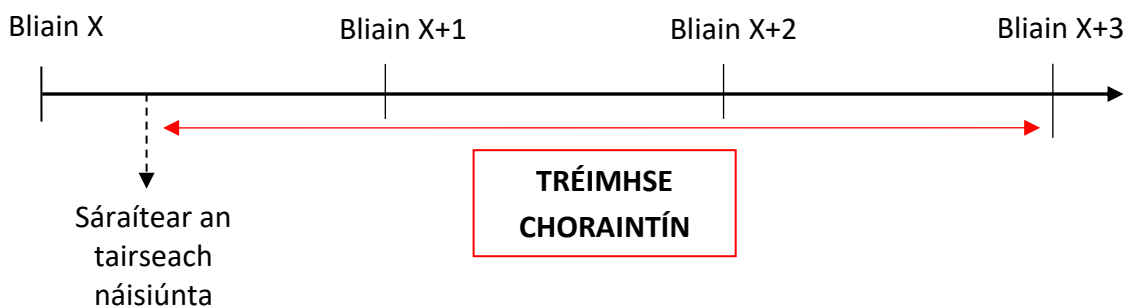 Bliain X
Bliain X+1
Bliain X+2
Bliain X+3
TRÉIMHSE
CHORAINTÍN
Sáraítear an
tairseach
náisiúnta